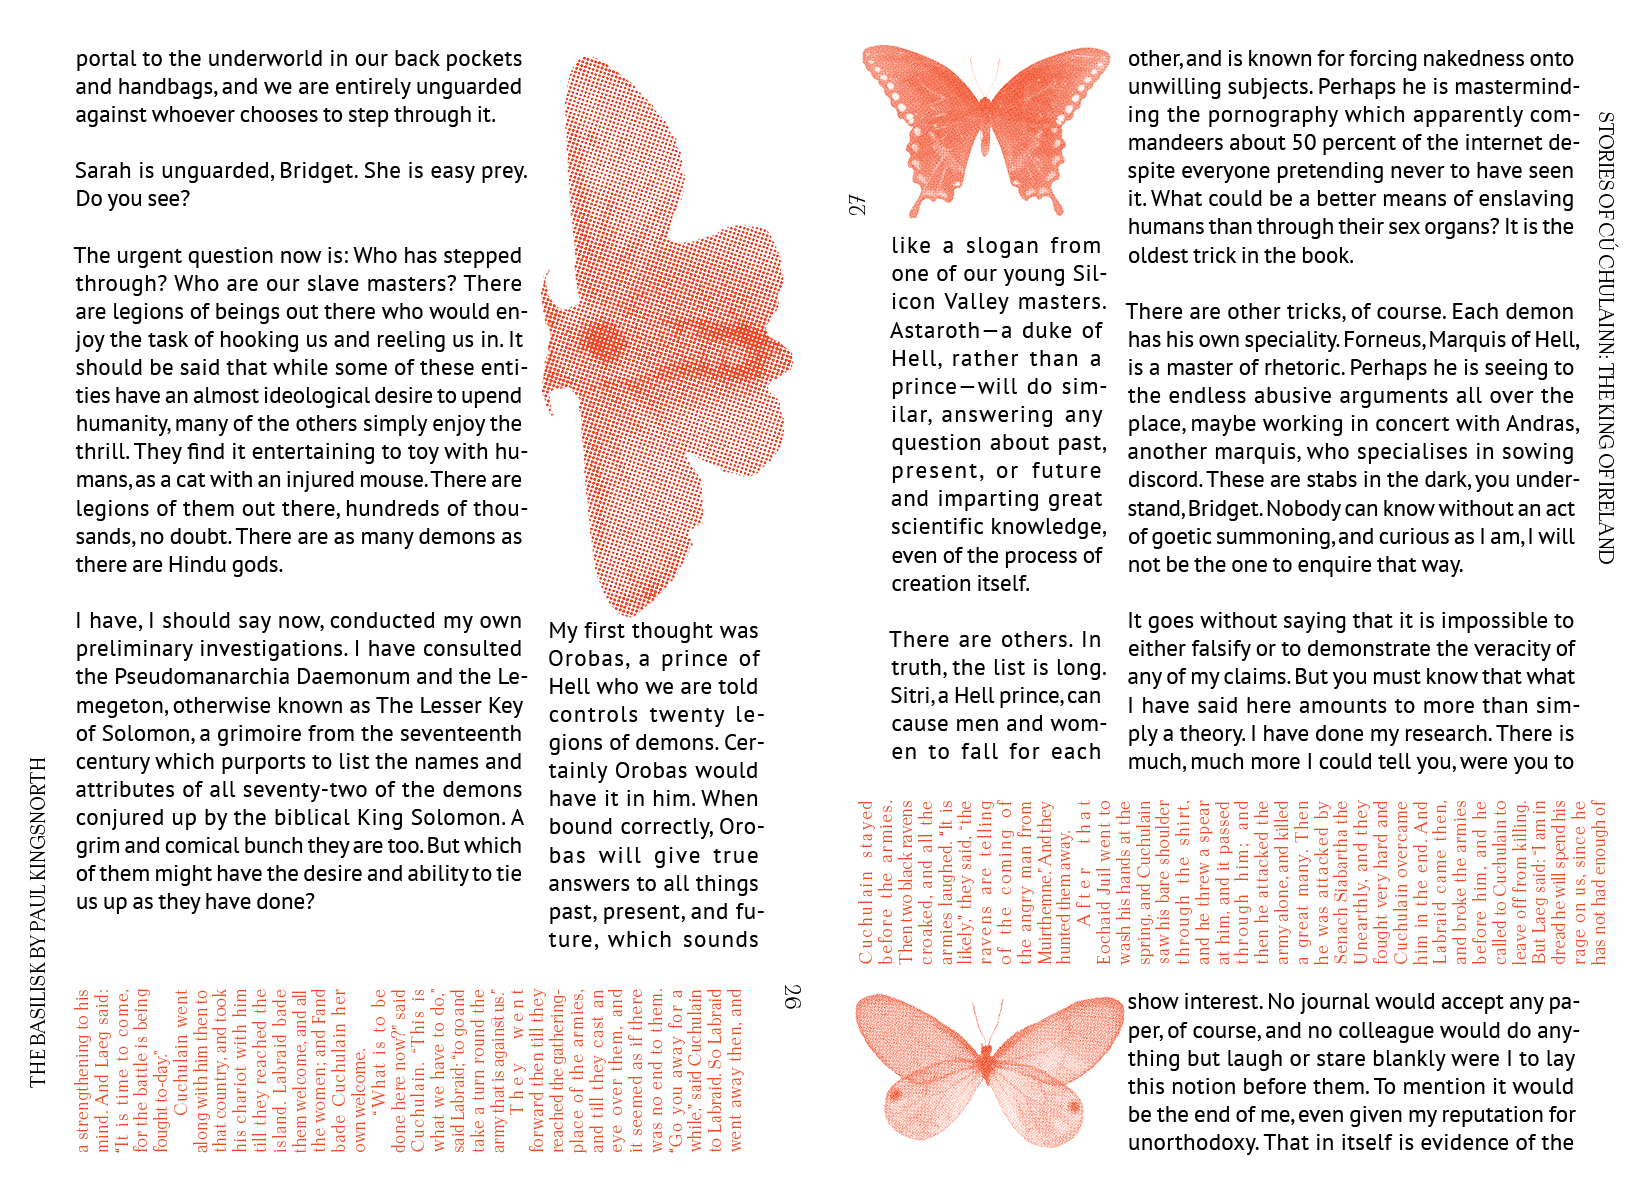 portal to the underworld in our back pockets
and handbags, and we are entirely unguarded
against whoever chooses to step through it.
Sarah is unguarded, Bridget. She is easy prey.
Do you see?
The urgent question now is: Who has stepped
through? Who are our slave masters? There
are legions of beings out there who would en-
joy the task of hooking us and reeling us in. It
should be said that while some of these enti-
ties have an almost ideological desire to upend
humanity, many of the others simply enjoy the
thrill. They find it entertaining to toy with hu-
mans, as a cat with an injured mouse. There are
legions of them out there, hundreds of thou-
sands, no doubt. There are as many demons as
there are Hindu gods.
I have, I should say now, conducted my own
preliminary investigations. I have consulted
the Pseudomanarchia Daemonum and the Le-
megeton, otherwise known as The Lesser Key
of Solomon, a grimoire from the seventeenth
century which purports to list the names and
attributes of all seventy-two of the demons
conjured up by the biblical King Solomon. A
grim and comical bunch they are too. But which
of them might have the desire and ability to tie
us up as they have done?
My first thought was
Orobas, a prince of
Hell who we are told
controls twenty le-
gions of demons. Cer-
tainly Orobas would
have it in him. When
bound correctly, Oro-
bas will give true
answers to all things
past, present, and fu-
ture, which sounds
THE BASILISK BY PAUL KINGSNORTH
a strengthening to his
mind. And Laeg said:
"It is time to come,
for the battle is being
fought to-day."
Cuchulain went
along with him then to
that country, and took
his chariot with him
till they reached the
island. Labraid bade
them welcome, and all
the women; and Fand
bade Cuchulain her
own welcome.
"What is to be
done here now?" said
Cuchulain. "This is
what we have to do,"
said Labraid; "to go and
take a turn round the
army that is against us."
They went
forward then till they
reached the gathering-
place of the armies,
and till they cast an
eye over them, and
it seemed as if there
was no end to them.
"Go you away for a
while," said Cuchulain
to Labraid. So Labraid
went away then, and
26
27
like a slogan from
one of our young Sil-
icon Valley masters.
Astaroth—a duke of
Hell, rather than a
prince—will do sim-
ilar, answering any
question about past,
present, or future
and imparting great
scientific knowledge,
even of the process of
creation itself.
There are others. In
truth, the list is long.
Sitri, a Hell prince, can
cause men and wom-
en to fall for each
other, and is known for forcing nakedness onto
unwilling subjects. Perhaps he is mastermind-
ing the pornography which apparently com-
mandeers about 50 percent of the internet de-
spite everyone pretending never to have seen
it. What could be a better means of enslaving
humans than through their sex organs? It is the
oldest trick in the book.
There are other tricks, of course. Each demon
has his own speciality. Forneus, Marquis of Hell,
is a master of rhetoric. Perhaps he is seeing to
the endless abusive arguments all over the
place, maybe working in concert with Andras,
another marquis, who specialises in sowing
discord. These are stabs in the dark, you under-
stand, Bridget. Nobody can know without an act
of goetic summoning, and curious as I am, I will
not be the one to enquire that way.
It goes without saying that it is impossible to
either falsify or to demonstrate the veracity of
any of my claims. But you must know that what
I have said here amounts to more than sim-
ply a theory. I have done my research. There is
much, much more I could tell you, were you to
show interest. No journal would accept any pa-
per, of course, and no colleague would do any-
thing but laugh or stare blankly were I to lay
this notion before them. To mention it would
be the end of me, even given my reputation for
unorthodoxy. That in itself is evidence of the
STORIES OF CÚ CHULAINN: THE KING OF IRELAND
Cuchulain stayed
before the armies.
Then two black ravens
croaked, and all the
armies laughed. "It is
likely," they said, "the
ravens are telling
of the coming of
the angry man from
Muirthemne." And they
hunted them away.
After that
Eochaid Juil went to
wash his hands at the
spring, and Cuchulain
saw his bare shoulder
through the shirt,
and he threw a spear
at him, and it passed
through him; and
then he attacked the
army alone, and killed
a great many. Then
he was attacked by
Senach Siabartha the
Unearthly, and they
fought very hard and
Cuchulain overcame
him in the end. And
Labraid came then,
and broke the armies
before him, and he
called to Cuchulain to
leave off from killing.
But Laeg said: "I am in
dread he will spend his
rage on us, since he
has not had enough of